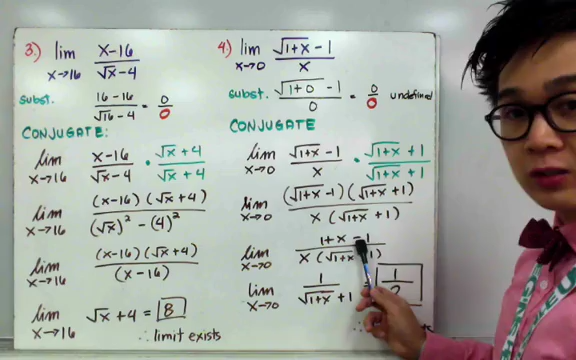 3.) lim x→16 x-16 / √x-4
subst. 16-16 / √16-4 = 0/0
CONJUGATE:
lim x→16 x-16 / √x-4 • √x+4 / √x+4
lim x→16 (x-16)(√x+4) / (√x)² - (4)²
lim x→16 (x-16)(√x+4) / (x-16)
lim x→16 √x+4 = 8
∴ limit exists
4.) lim x→0 √1+x - 1 / x
subst. √1+0 - 1 / 0 = 0/0 undefined
CONJUGATE
lim x→0 √1+x - 1 / x • √1+x + 1 / √1+x + 1
lim x→0 (√1+x - 1)(√1+x + 1) / x(√1+x + 1)
lim x→0 1+x-1 / x(√1+x 1)
lim x→0 1 / √1+x + 1 = 1/2